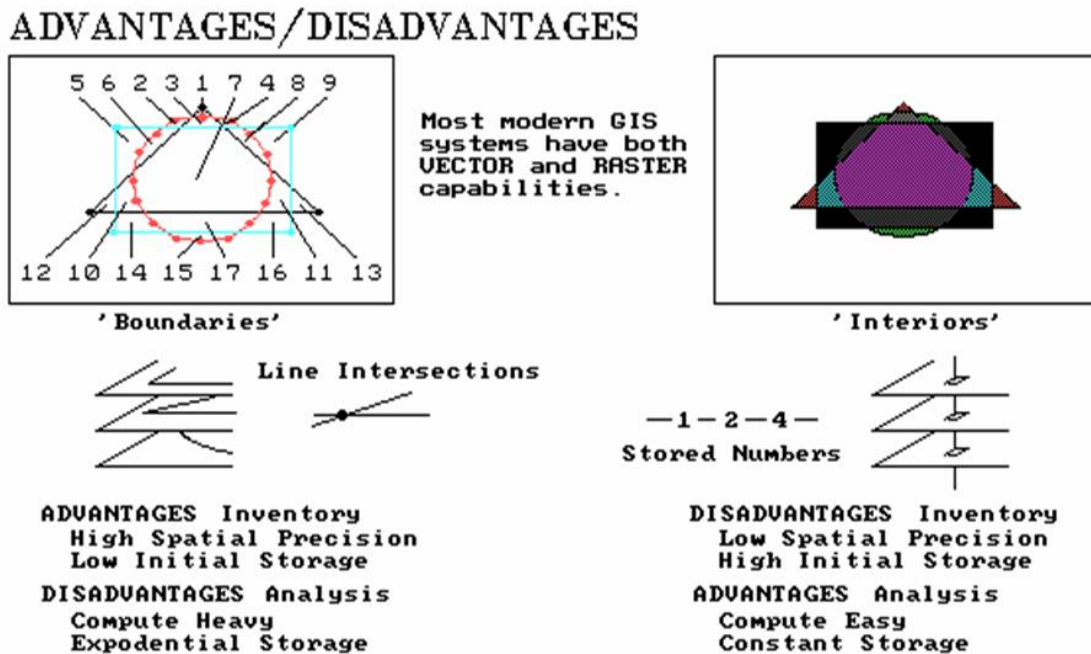 ADVANTAGES/DISADVANTAGES
5 6 2 3 1 7 4 8 9
12 10 14 15 17 16 11 13
'Boundaries'
Most modern GIS
systems have both
VECTOR and RASTER
capabilities.
'Interiors'
Line Intersections
—1—2—4—
Stored Numbers
ADVANTAGES Inventory
High Spatial Precision
Low Initial Storage
DISADVANTAGES Analysis
Compute Heavy
Expodential Storage
DISADVANTAGES Inventory
Low Spatial Precision
High Initial Storage
ADVANTAGES Analysis
Compute Easy
Constant Storage